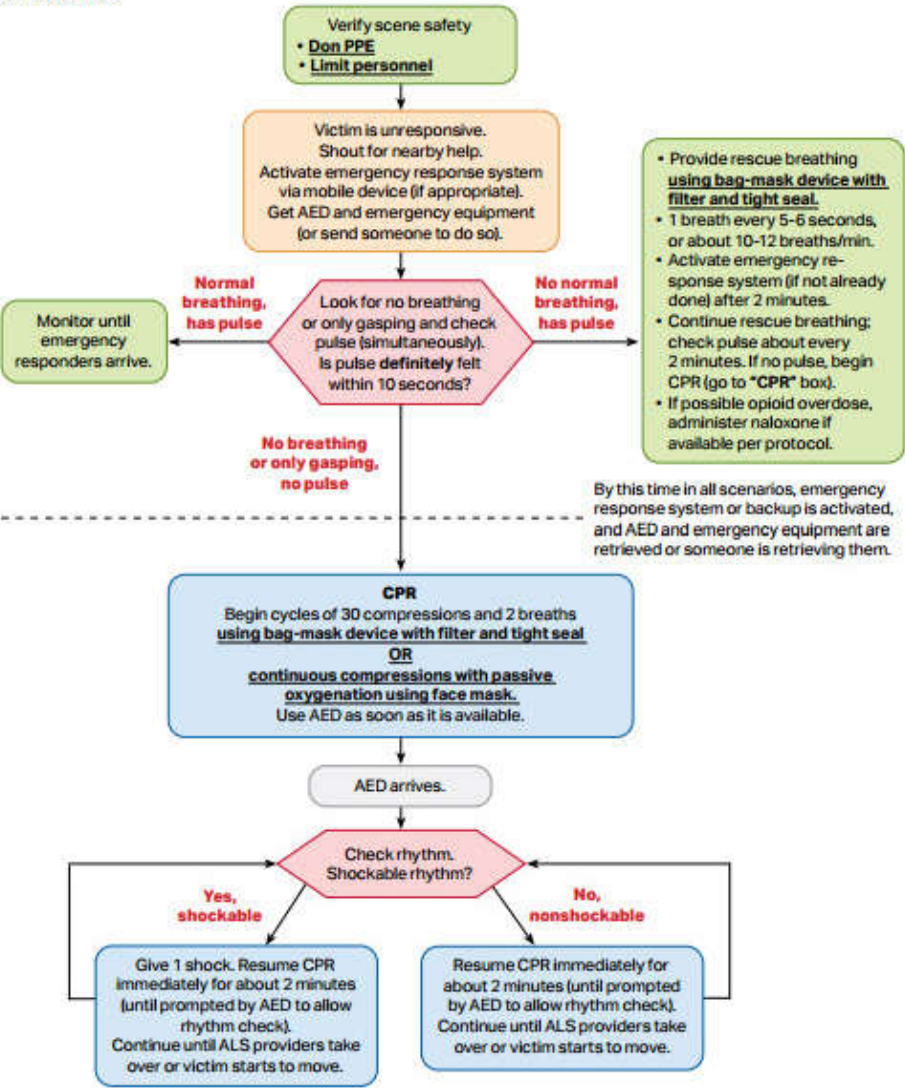 Verify scene safety
• Don PPE
• Limit personnel
Victim is unresponsive.
Shout for nearby help.
Activate emergency response system
via mobile device (if appropriate).
Get AED and emergency equipment
(or send someone to do so).
Normal
breathing,
has pulse
Look for no breathing
or only gasping and check
pulse (simultaneously).
Is pulse definitely felt
within 10 seconds?
No normal
breathing,
has pulse
Monitor until
emergency
responders arrive.
• Provide rescue breathing
using bag-mask device with
filter and tight seal.
• 1 breath every 5-6 seconds,
or about 10-12 breaths/min.
• Activate emergency re-
sponse system (if not already
done) after 2 minutes.
• Continue rescue breathing;
check pulse about every
2 minutes. If no pulse, begin
CPR (go to "CPR" box).
• If possible opioid overdose,
administer naloxone if
available per protocol.
No breathing
or only gasping,
no pulse
By this time in all scenarios, emergency
response system or backup is activated,
and AED and emergency equipment are
retrieved or someone is retrieving them.
CPR
Begin cycles of 30 compressions and 2 breaths
using bag-mask device with filter and tight seal
OR
continuous compressions with passive
oxygenation using face mask.
Use AED as soon as it is available.
AED arrives.
Check rhythm.
Shockable rhythm?
Yes,
shockable
No,
nonshockable
Give 1 shock. Resume CPR
immediately for about 2 minutes
(until prompted by AED to allow
rhythm check).
Continue until ALS providers take
over or victim starts to move.
Resume CPR immediately for
about 2 minutes (until prompted
by AED to allow rhythm check).
Continue until ALS providers take
over or victim starts to move.